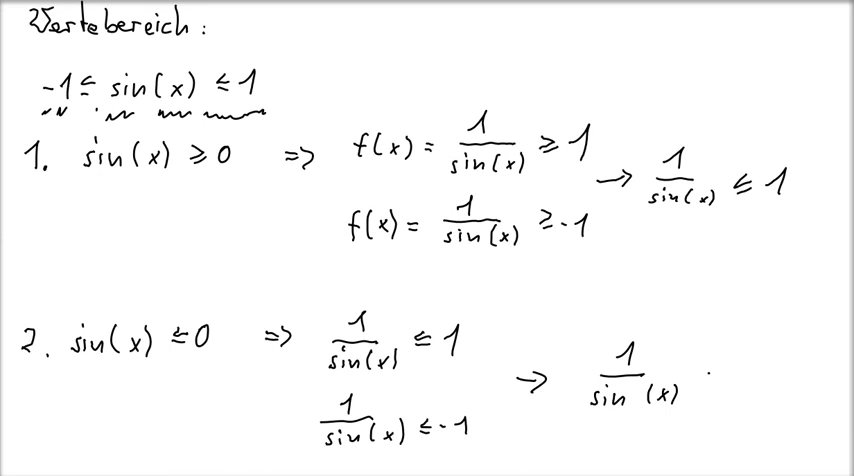 Wertebereich:
-1 ≤ sin(x) ≤ 1
1. sin(x) ≥ 0 => f(x) = 1/sin(x) ≥ 1 → 1/sin(x) ≤ 1
f(x) = 1/sin(x) ≥ -1
2. sin(x) ≤ 0 => 1/sin(x) ≤ 1 → 1/sin(x)
1/sin(x) ≤ -1